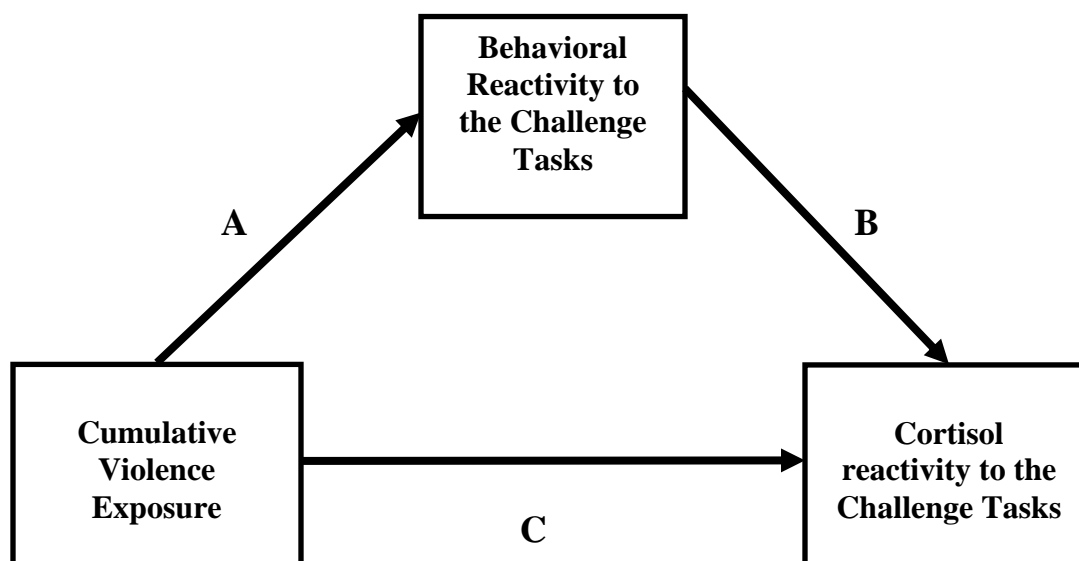 Behavioral
Reactivity to
the Challenge
Tasks
A
B
Cumulative
Violence
Exposure
Cortisol
reactivity to the
Challenge Tasks
C